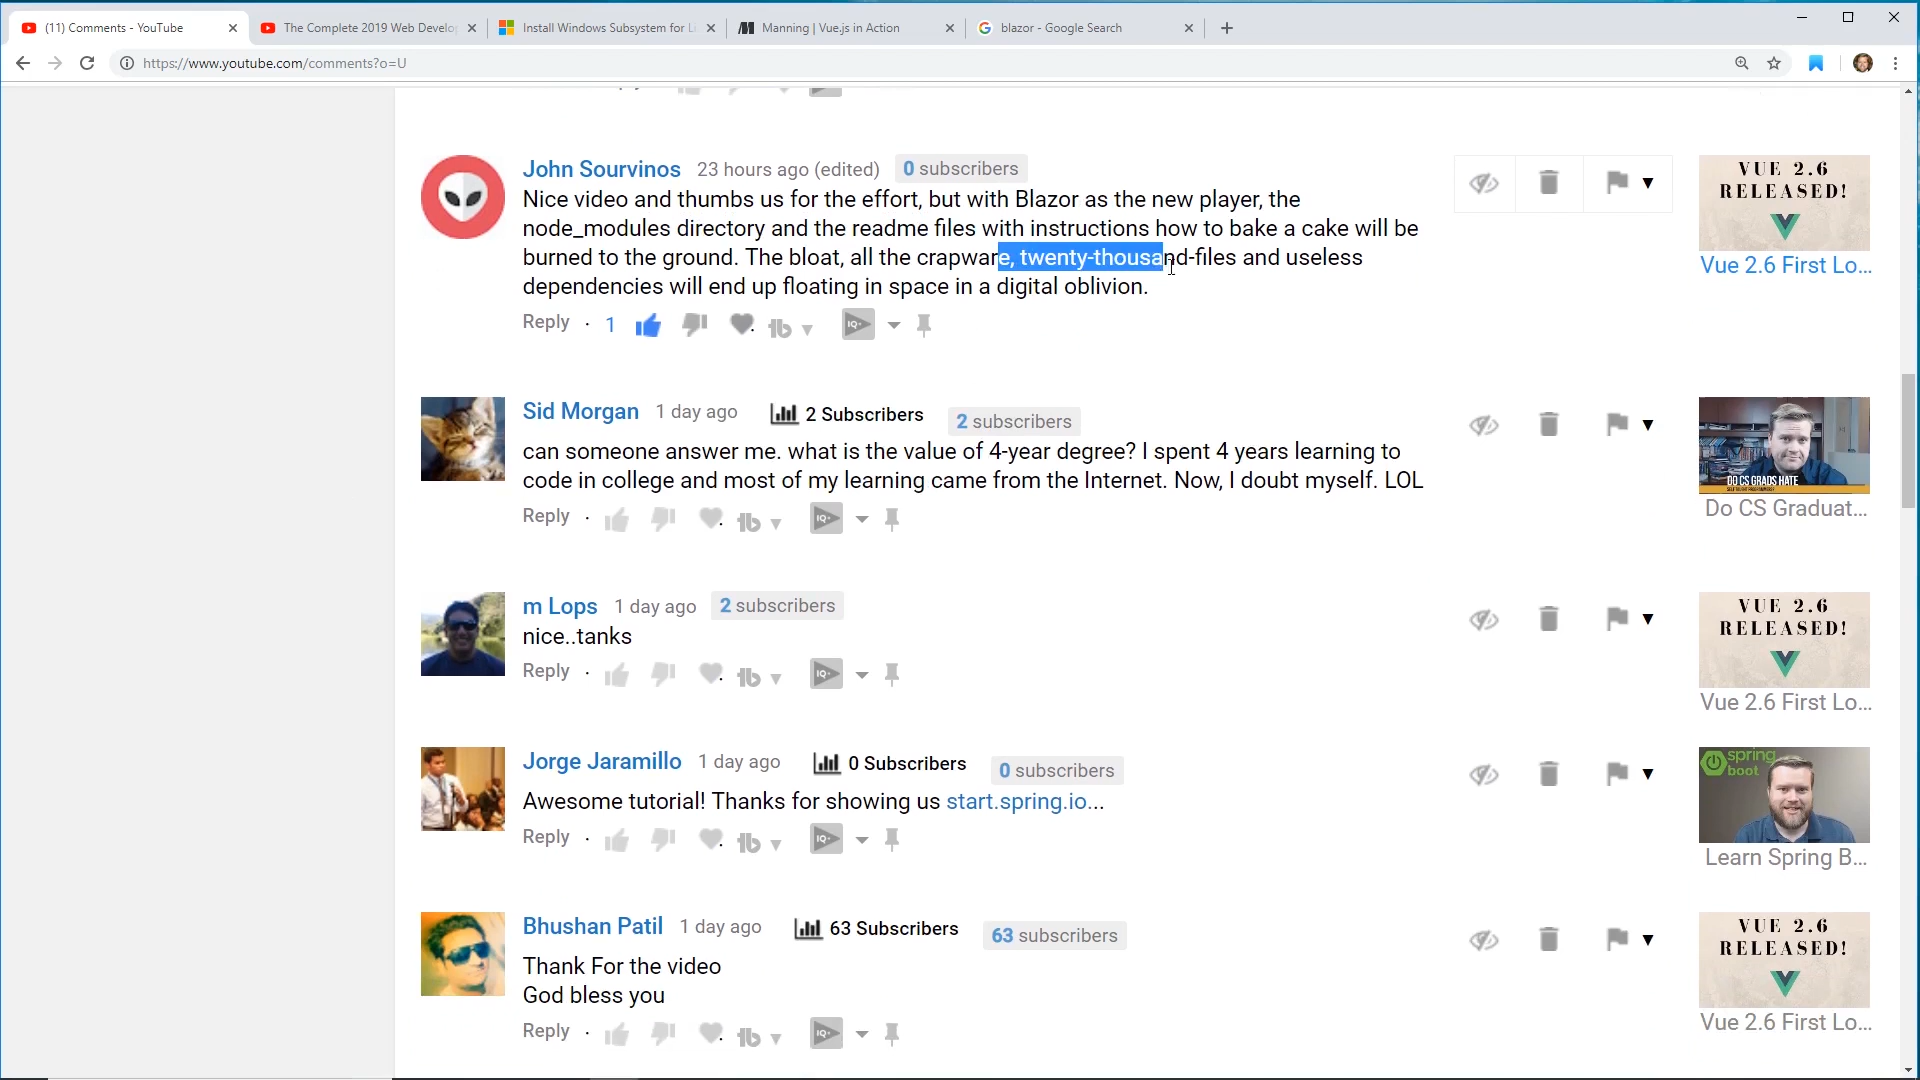 (11) Comments - YouTube
The Complete 2019 Web Develo
Install Windows Subsystem for Li
Manning | Vue.js in Action
blazor - Google Search
https://www.youtube.com/comments?o=U
John Sourvinos 23 hours ago (edited) 0 subscribers
Nice video and thumbs us for the effort, but with Blazor as the new player, the
node_modules directory and the readme files with instructions how to bake a cake will be
burned to the ground. The bloat, all the crapware, twenty-thousand-files and useless
dependencies will end up floating in space in a digital oblivion.
Reply · 1
VUE 2.6
RELEASED!
Vue 2.6 First Lo...
Sid Morgan 1 day ago 2 Subscribers 2 subscribers
can someone answer me. what is the value of 4-year degree? I spent 4 years learning to
code in college and most of my learning came from the Internet. Now, I doubt myself. LOL
Reply ·
DO CS GRADS HATE
SELF TAUGHT PROGRAMMERS?
Do CS Graduat...
m Lops 1 day ago 2 subscribers
nice..tanks
Reply ·
VUE 2.6
RELEASED!
Vue 2.6 First Lo...
Jorge Jaramillo 1 day ago 0 Subscribers 0 subscribers
Awesome tutorial! Thanks for showing us start.spring.io...
Reply ·
spring
boot
Learn Spring B...
Bhushan Patil 1 day ago 63 Subscribers 63 subscribers
Thank For the video
God bless you
Reply ·
VUE 2.6
RELEASED!
Vue 2.6 First Lo...